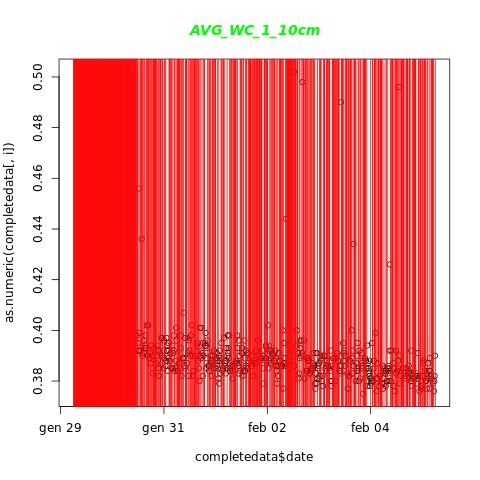 AVG_WC_1_10cm
as.numeric(completedata[, i])
0.50
0.48
0.46
0.44
0.42
0.40
0.38
gen 29
gen 31
feb 02
feb 04
completedata$date